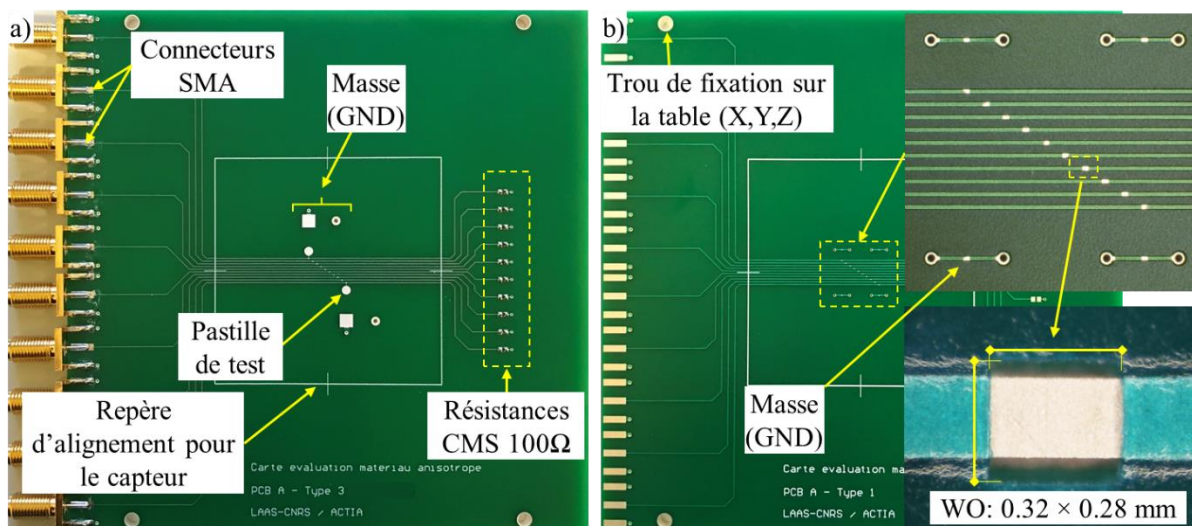 a)
Connecteurs
SMA
Masse
(GND)
Pastille
de test
Repère
d'alignement pour
le capteur
Résistances
CMS 100Ω
Carte evaluation materiau anisotrope
PCB A - Type 3
LAAS-CNRS / ACTIA
b)
Trou de fixation sur
la table (X,Y,Z)
Masse
(GND)
Carte evaluation ma
PCB A - Type 1
LAAS-CNRS / ACTIA
WO: 0.32 × 0.28 mm